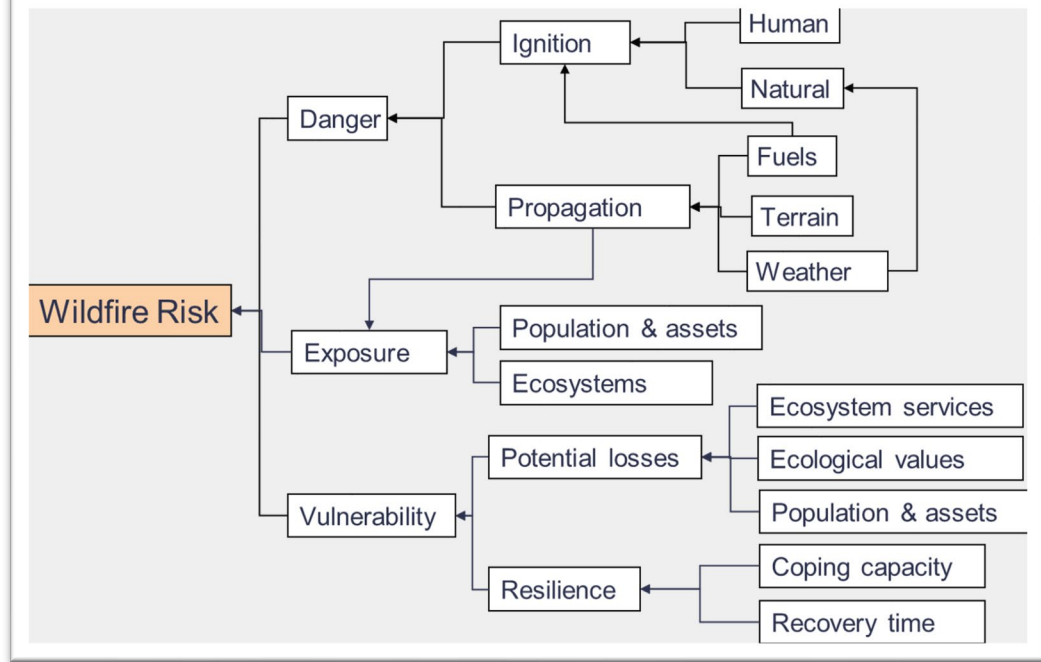 Human
Ignition
Natural
Danger
Fuels
Propagation
Terrain
Weather
Wildfire Risk
Population & assets
Exposure
Ecosystems
Ecosystem services
Potential losses
Ecological values
Vulnerability
Population & assets
Coping capacity
Resilience
Recovery time